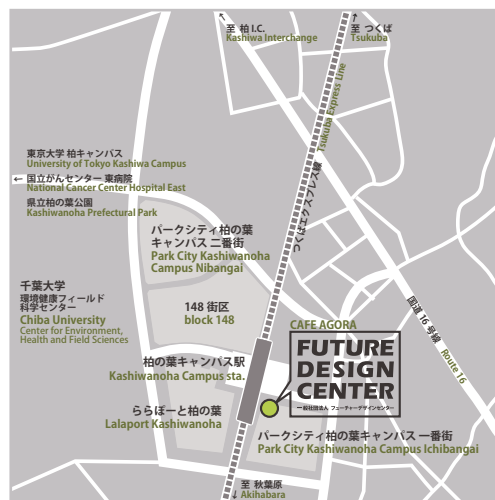 至 柏 I.C.
Kashiwa Interchange
至 つくば
Tsukuba
つくばエクスプレス線 Tsukuba Express Line
東京大学 柏キャンパス
University of Tokyo Kashiwa Campus
国立がんセンター 東病院
National Cancer Center Hospital East
県立柏の葉公園
Kashiwanoha Prefectural Park
パークシティ柏の葉
キャンパス 二番街
Park City Kashiwanoha
Campus Nibangai
千葉大学
環境健康フィールド
科学センター
Chiba University
Center for Environment,
Health and Field Sciences
148 街区
block 148
国道 16 号線 Route 16
CAFE AGORA
FUTURE
DESIGN
CENTER
一般社団法人 フューチャーデザインセンター
柏の葉キャンパス駅
Kashiwanoha Campus sta.
ららぽーと柏の葉
Lalaport Kashiwanoha
パークシティ柏の葉キャンパス 一番街
Park City Kashiwanoha Campus Ichibangai
至 秋葉原
Akihabara